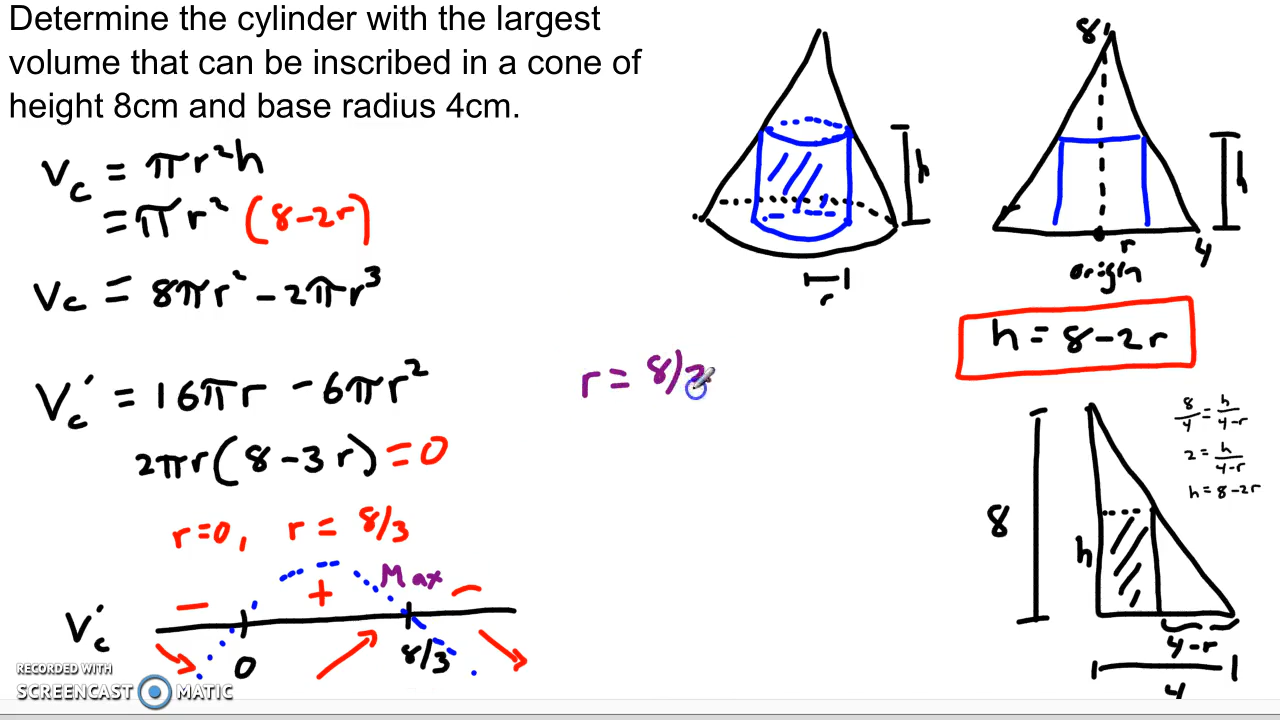 Determine the cylinder with the largest
volume that can be inscribed in a cone of
height 8cm and base radius 4cm.
Vc = πr²h
= πr² (8-2r)
Vc = 8πr² - 2πr³
Vc' = 16πr - 6πr²
2πr(8-3r) = 0
r=0, r = 8/3
Max
- + -
Vc'
0 8/3
r = 8/3
h
r
8
h
r 4
origin
h = 8-2r
8/4 = h/4-r
2 = h/4-r
h = 8-2r
8
h
4-r
4
RECORDED WITH
SCREENCAST MATIC